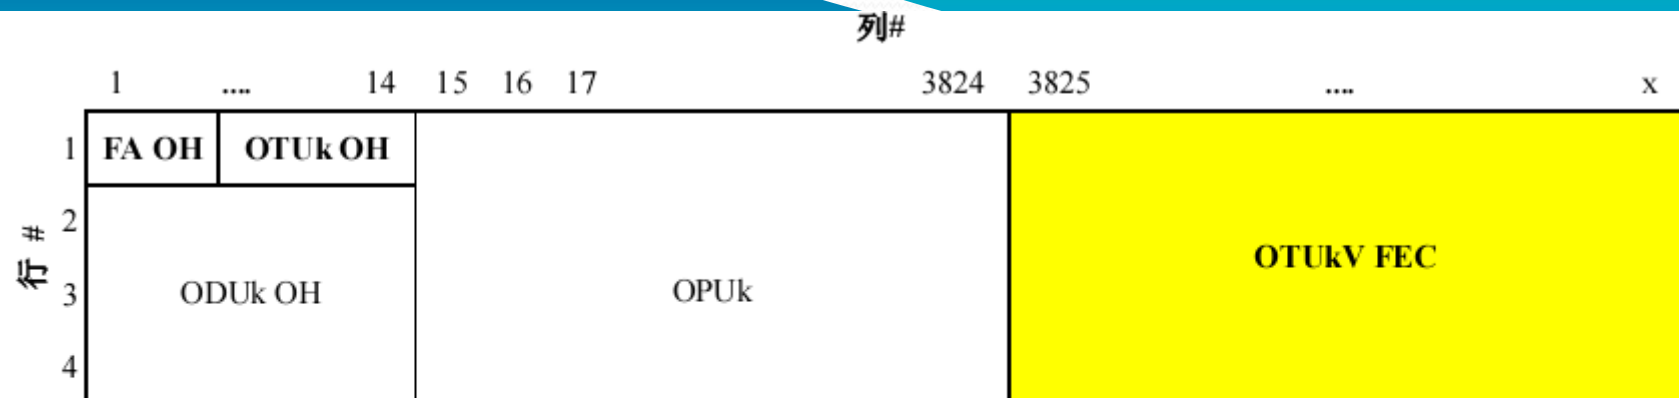 列#
1 .... 14 15 16 17 3824 3825 .... x
1 FA OH OTUk OH
2
行 #
3 ODUk OH OPUk
OTUkV FEC
4